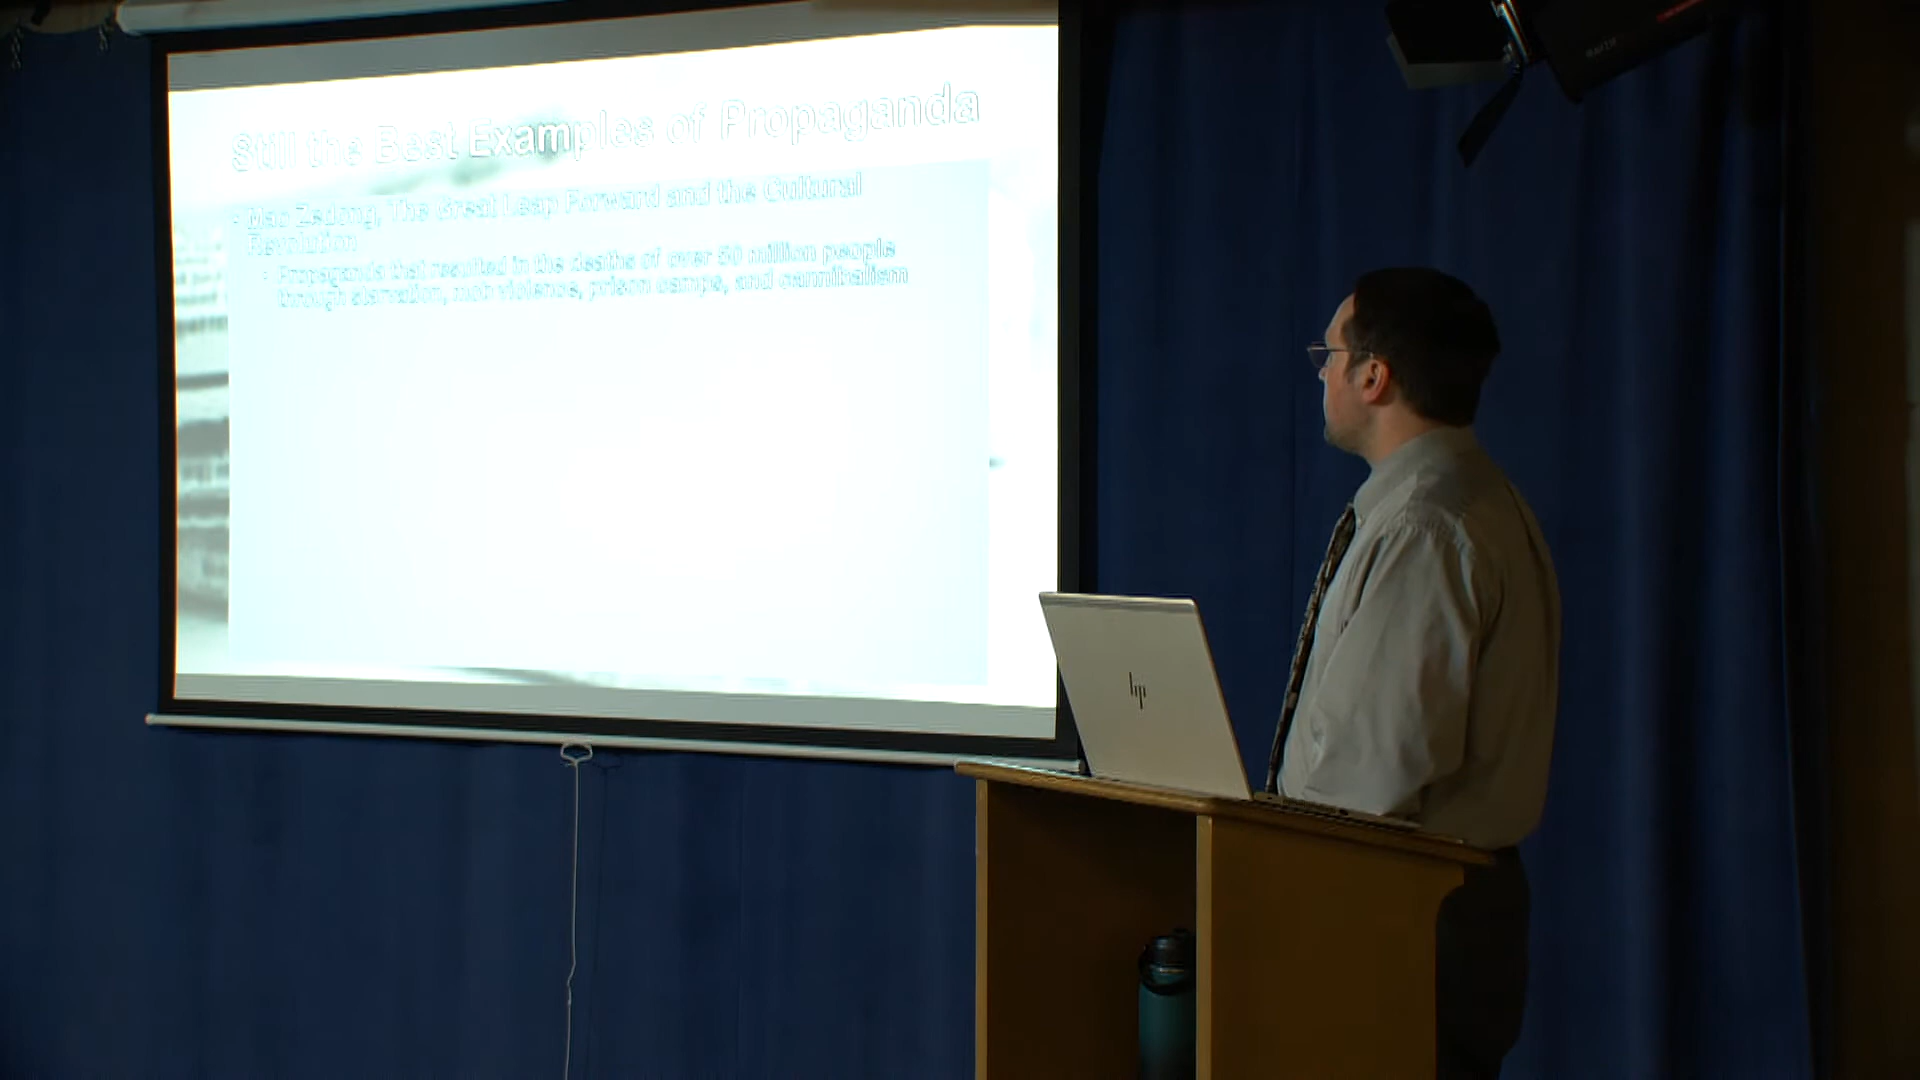 Still the Best Examples of Propaganda
• Mao Zedong, The Great Leap Forward and the Cultural
Revolution
• Propaganda that resulted in the deaths of over 50 million people
through starvation, mob violence, prison camps, and cannibalism
hp